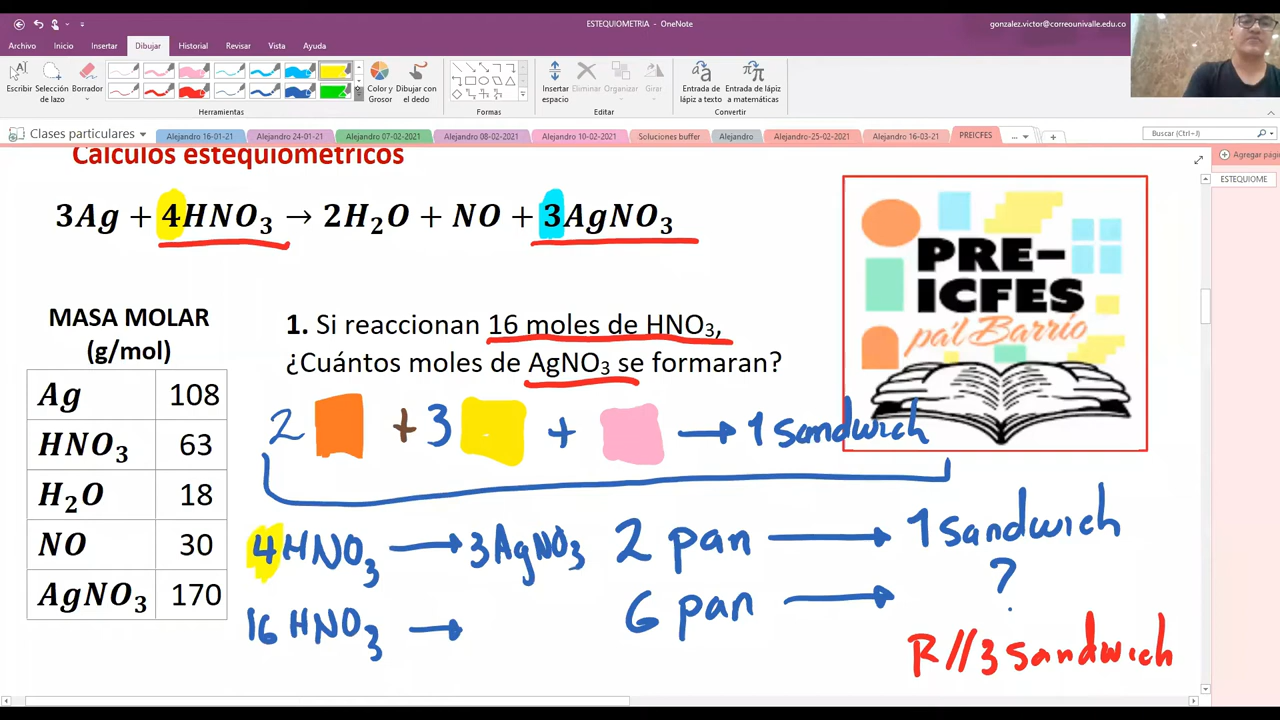 ESTEQUIOMETRIA - OneNote
gonzalez.victor@correounivalle.edu.co
Archivo Inicio Insertar Dibujar Historial Revisar Vista Ayuda
Escribir Selección de lazo Borrador Color y Grosor Dibujar con el dedo Insertar espacio Eliminar Organizar Girar Entrada de lápiz a texto Entrada de lápiz a matemáticas
Herramientas Formas Editar Convertir
Clases particulares Alejandro 16-01-21 Alejandro 24-01-21 Alejandro 07-02-2021 Alejandro 08-02-2021 Alejandro 10-02-2021 Soluciones buffer Alejandro Alejandro-25-02-2021 Alejandro 16-03-21 PREICFES ... Buscar (Ctrl+J)
Agregar pági
ESTEQUIOME
Cálculos estequiométricos
3Ag + 4HNO₃ → 2H₂O + NO + 3AgNO₃
PRE-
ICFES
pa'l Barrio
MASA MOLAR
(g/mol)
Ag 108
HNO₃ 63
H₂O 18
NO 30
AgNO₃ 170
1. Si reaccionan 16 moles de HNO₃,
¿Cuántos moles de AgNO₃ se formaran?
2 + 3 + → 1 sandwich
4HNO₃ → 3AgNO₃
16 HNO₃ →
2 pan → 1 sandwich
6 pan → ?
R// 3 sandwich